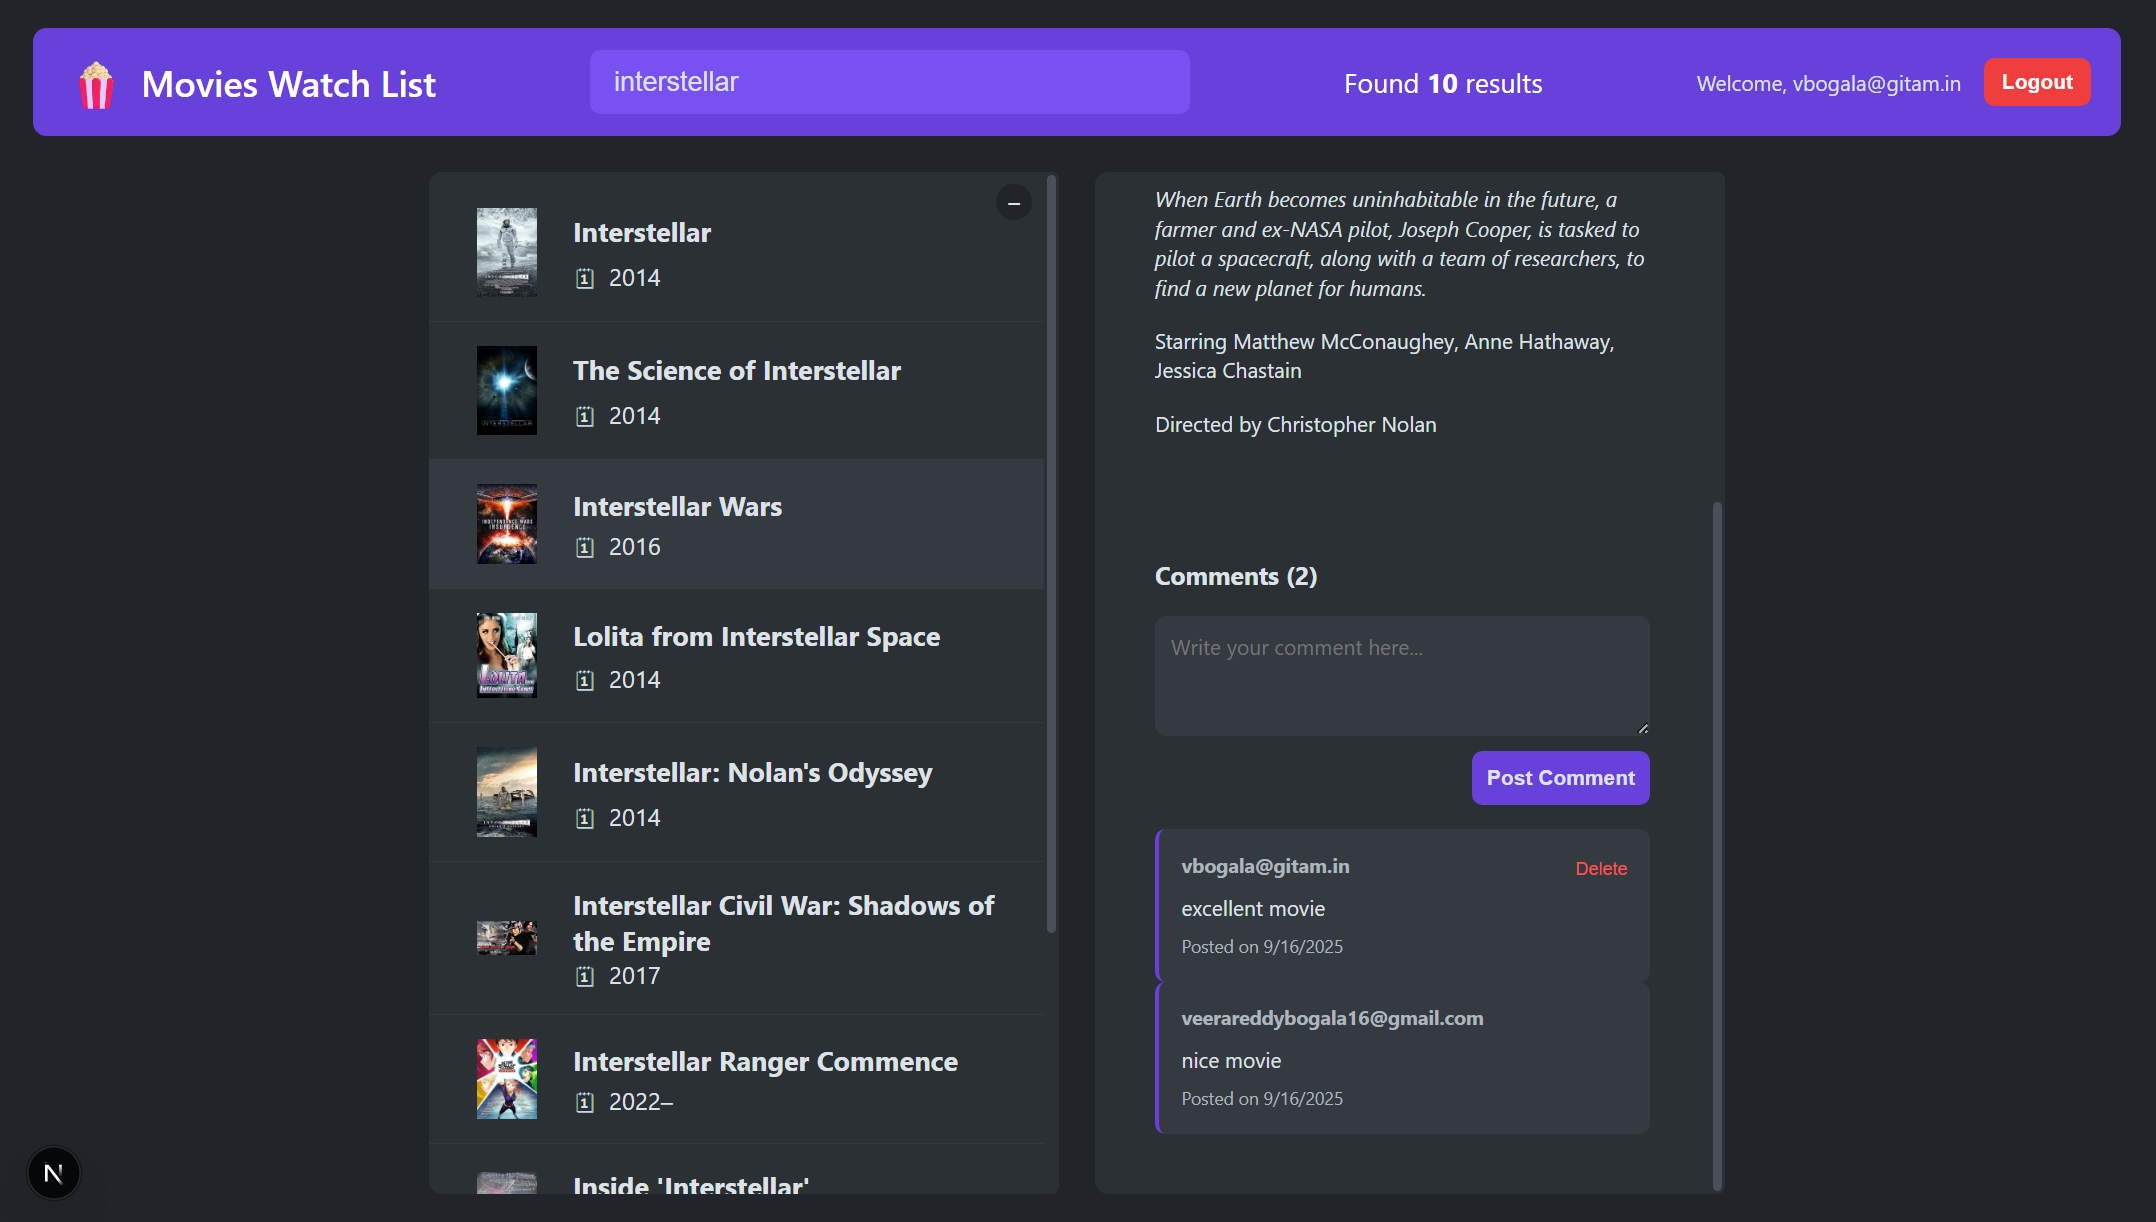 Movies Watch List
interstellar
Found 10 results
Welcome, vbogala@gitam.in
Logout
–
Interstellar
2014
The Science of Interstellar
2014
Interstellar Wars
2016
Lolita from Interstellar Space
2014
Interstellar: Nolan's Odyssey
2014
Interstellar Civil War: Shadows of
the Empire
2017
Interstellar Ranger Commence
2022–
Inside 'Interstellar'
When Earth becomes uninhabitable in the future, a
farmer and ex-NASA pilot, Joseph Cooper, is tasked to
pilot a spacecraft, along with a team of researchers, to
find a new planet for humans.
Starring Matthew McConaughey, Anne Hathaway,
Jessica Chastain
Directed by Christopher Nolan
Comments (2)
Write your comment here...
Post Comment
vbogala@gitam.in
Delete
excellent movie
Posted on 9/16/2025
veerareddybogala16@gmail.com
nice movie
Posted on 9/16/2025
N